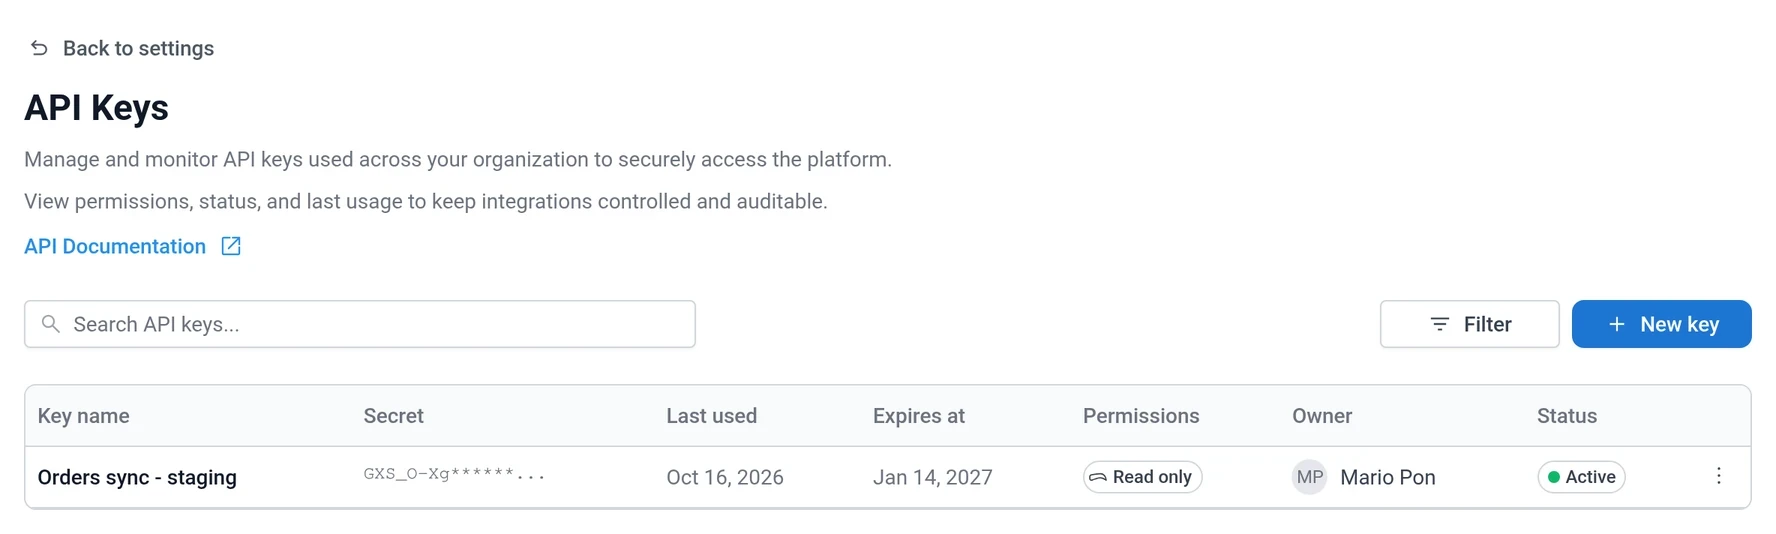 Back to settings
API Keys
Manage and monitor API keys used across your organization to securely access the platform.
View permissions, status, and last usage to keep integrations controlled and auditable.
API Documentation
Search API keys...
Filter
+ New key
Key name Secret Last used Expires at Permissions Owner Status
Orders sync - staging GXS_O-Xg******... Oct 16, 2026 Jan 14, 2027 Read only MP Mario Pon Active